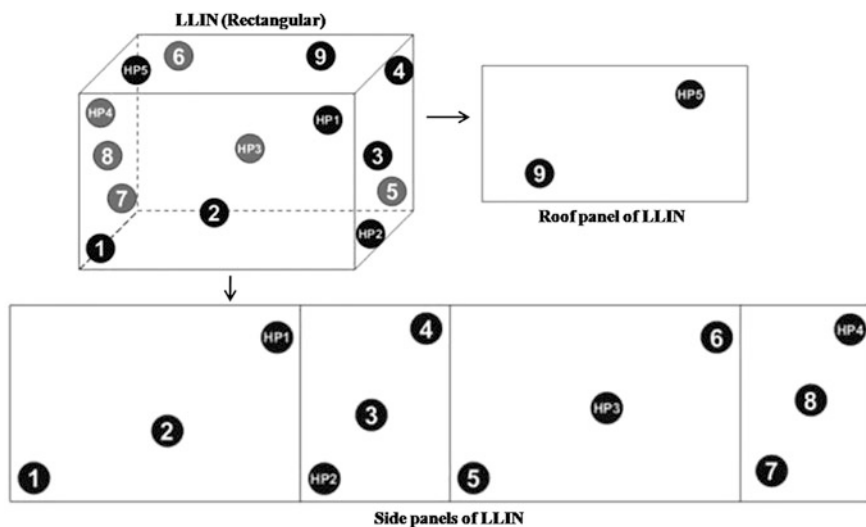 LLIN (Rectangular)
6
9
4
HP5
HP4
HP1
8
HP3
3
7
5
2
1
HP2
HP5
9
Roof panel of LLIN
HP1
4
6
HP4
2
3
HP3
8
1
HP2
5
7
Side panels of LLIN